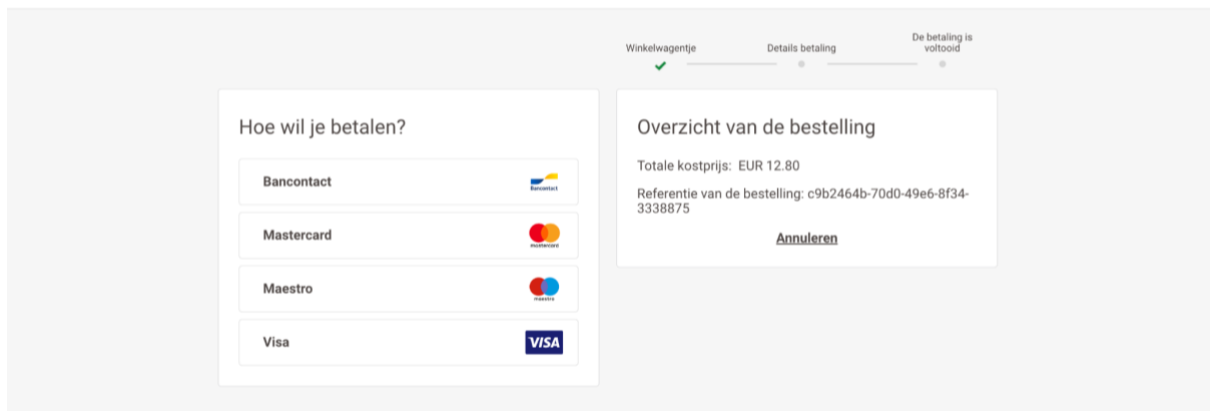 Winkelwagentje
Details betaling
De betaling is
voltooid
Hoe wil je betalen?
Bancontact
Bancontact
Mastercard
mastercard
Maestro
maestro
Visa
VISA
Overzicht van de bestelling
Totale kostprijs: EUR 12.80
Referentie van de bestelling: c9b2464b-70d0-49e6-8f34-
3338875
Annuleren